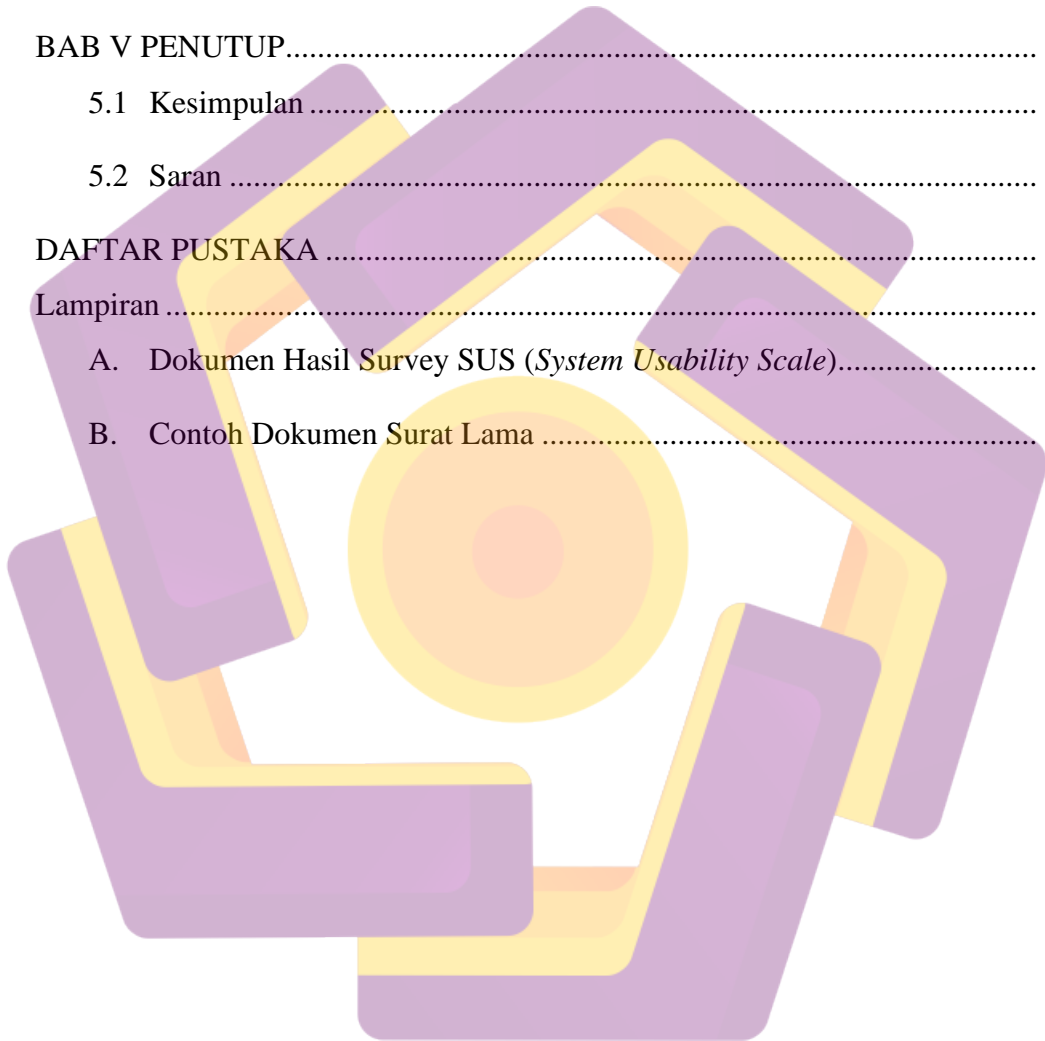 BAB V PENUTUP..........................................................................................
5.1 Kesimpulan ........................................................................................
5.2 Saran ..................................................................................................
DAFTAR PUSTAKA ......................................................................................
Lampiran ..........................................................................................................
A. Dokumen Hasil Survey SUS (System Usability Scale)........................
B. Contoh Dokumen Surat Lama ............................................................